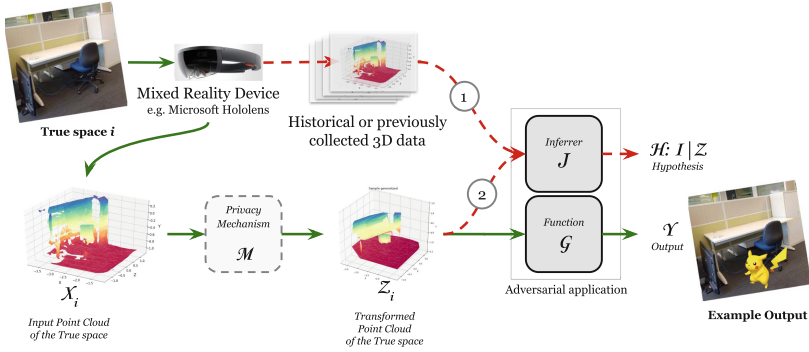 True space i
Mixed Reality Device
e.g. Microsoft Hololens
Historical or previously
collected 3D data
1
2
Inferrer
J
ℋ: I | Z
Hypothesis
Privacy
Mechanism
ℳ
Function
G
Y
Output
Adversarial application
X_i
Input Point Cloud
of the True space
Z_i
Transformed
Point Cloud
of the True space
Example Output